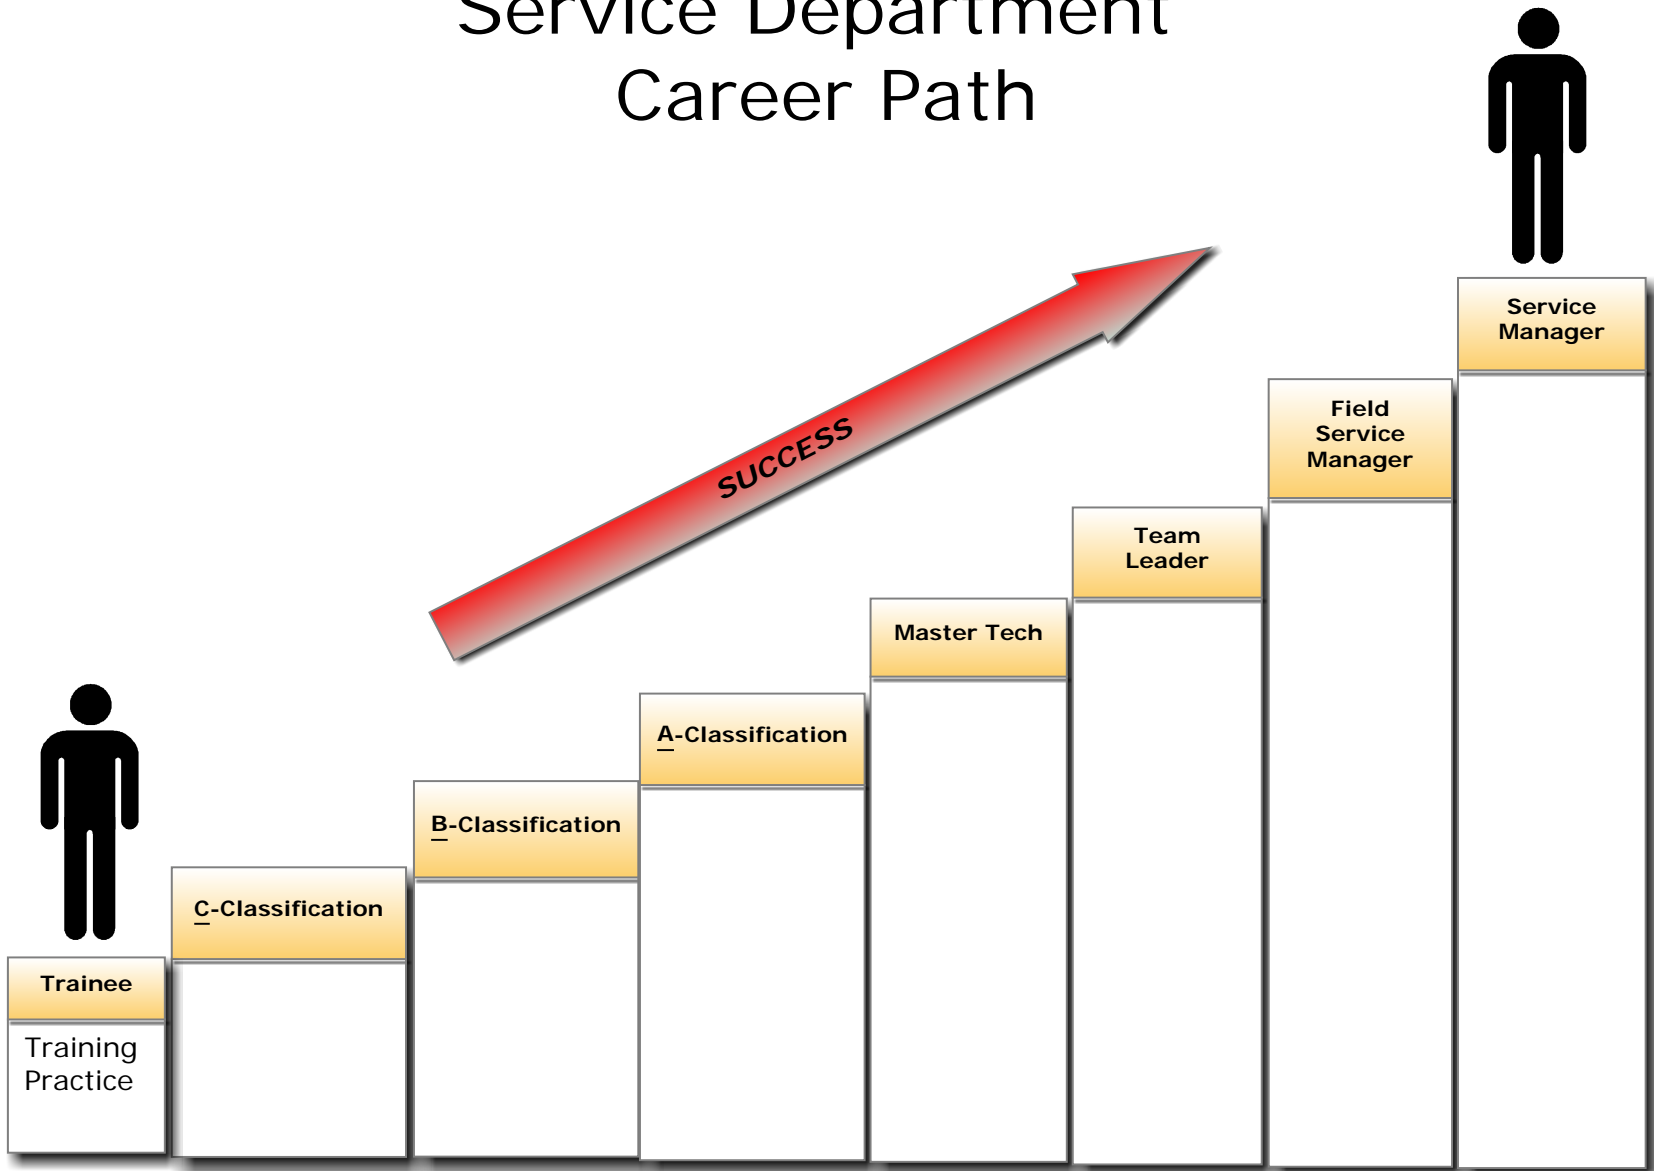 Service Department
Career Path
Service
Manager
Field
Service
Manager
SUCCESS
Team
Leader
Master Tech
A-Classification
B-Classification
C-Classification
Trainee
Training
Practice